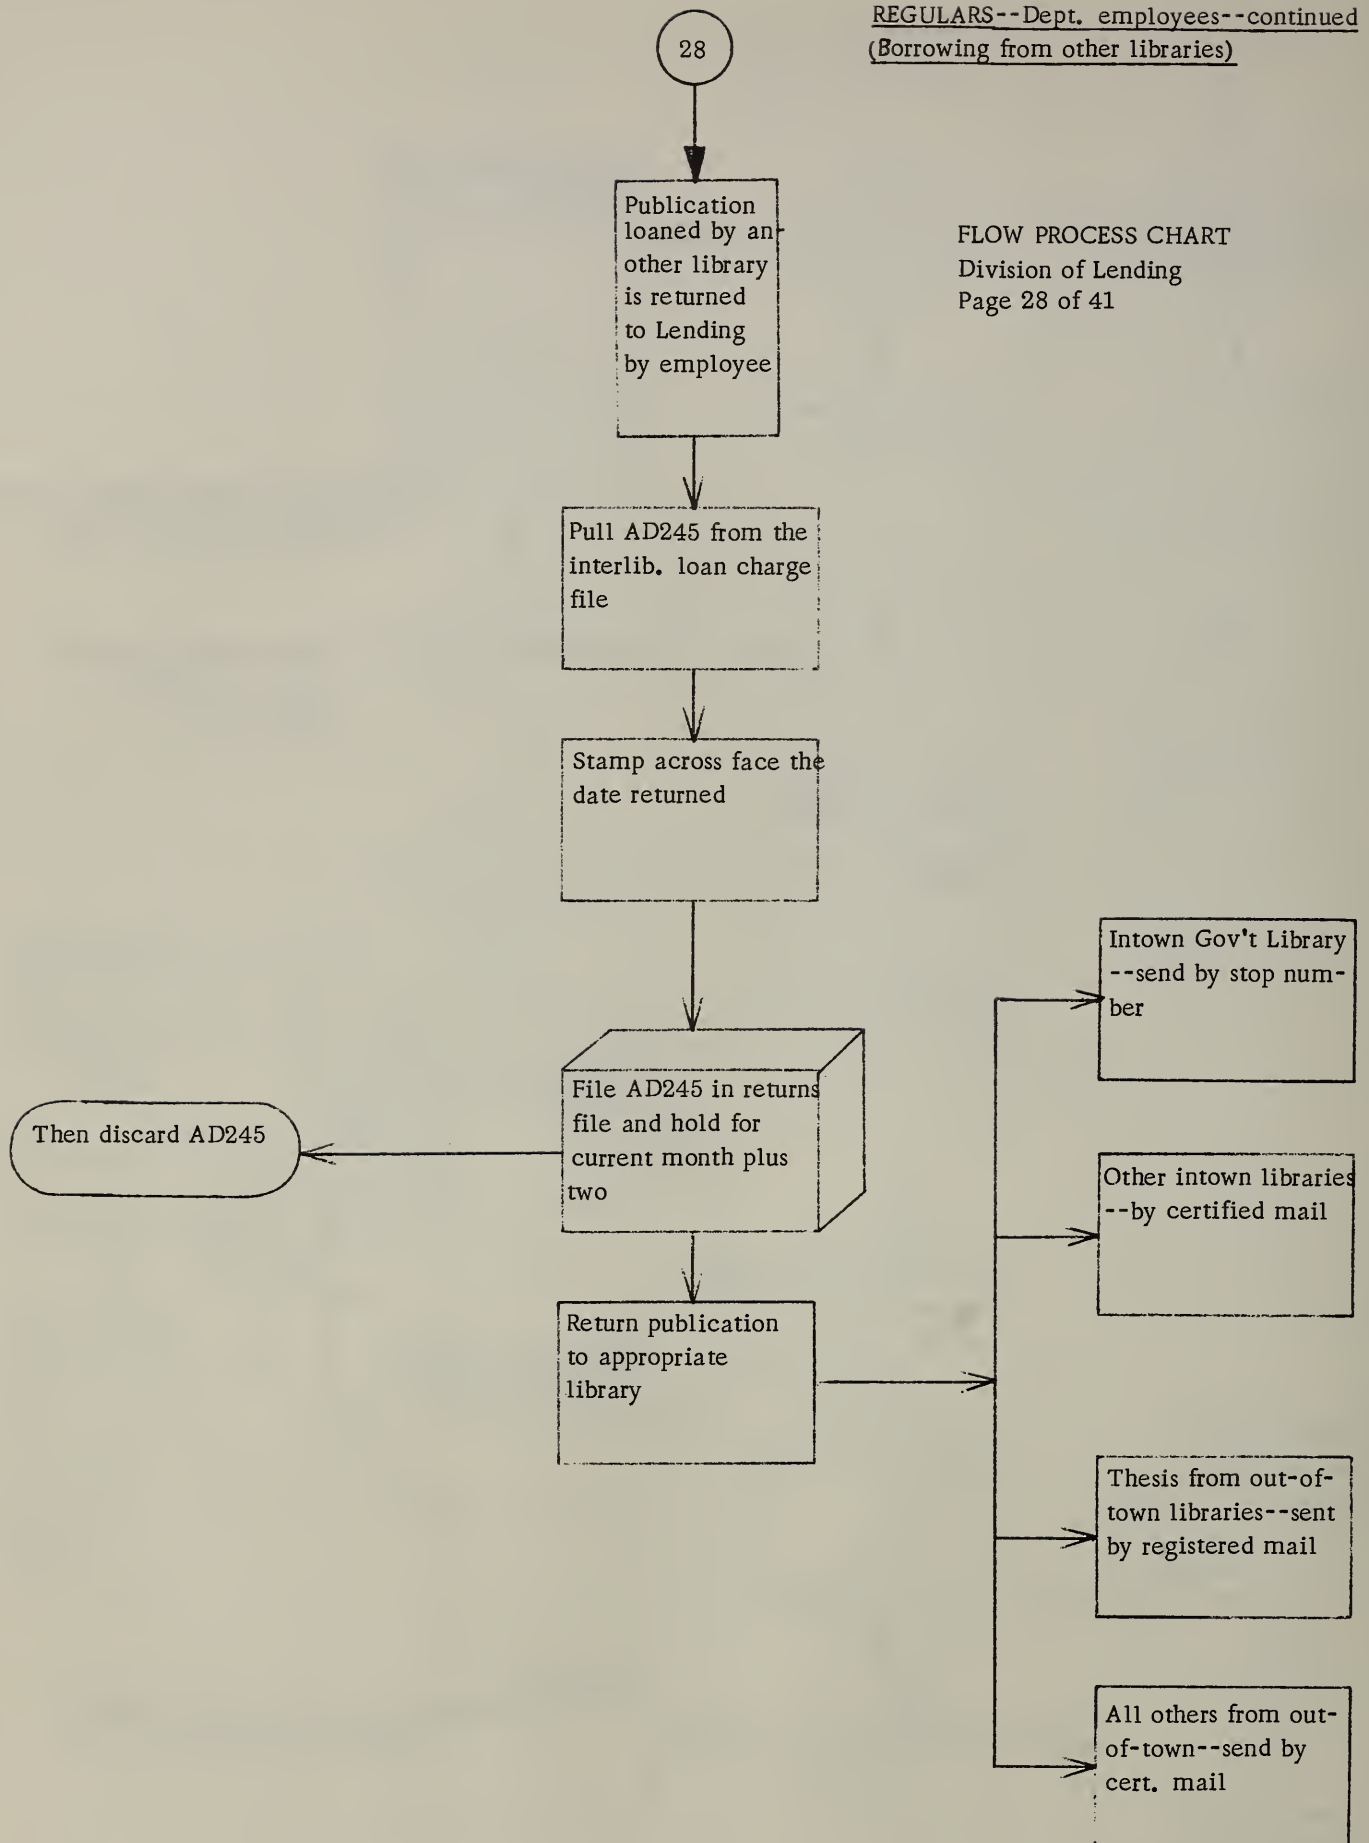 REGULARS--Dept. employees--continued
(Borrowing from other libraries)
28
FLOW PROCESS CHART
Division of Lending
Page 28 of 41
Publication
loaned by an-
other library
is returned
to Lending
by employee
Pull AD245 from the
interlib. loan charge
file
Stamp across face the
date returned
File AD245 in returns
file and hold for
current month plus
two
Then discard AD245
Return publication
to appropriate
library
Intown Gov't Library
--send by stop num-
ber
Other intown libraries
--by certified mail
Thesis from out-of-
town libraries--sent
by registered mail
All others from out-
of-town--send by
cert. mail